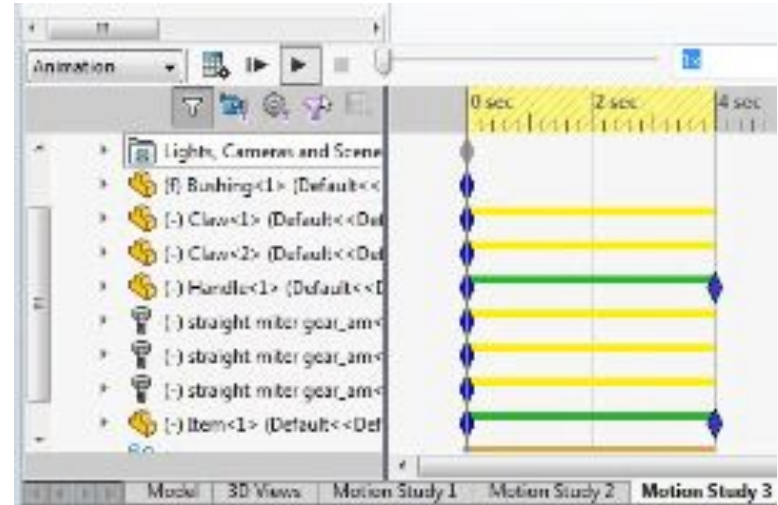 Animation
1x
0 sec 2 sec 4 sec
Lights, Cameras and Scene
(f) Bushing<1> (Default<<
(-) Claw<1> (Default<<Def
(-) Claw<2> (Default<<Def
(-) Handle<1> (Default<<D
(-) straight miter gear_am<
(-) straight miter gear_am<
(-) straight miter gear_am<
(-) Item<1> (Default<<Def
Model 3D Views Motion Study 1 Motion Study 2 Motion Study 3